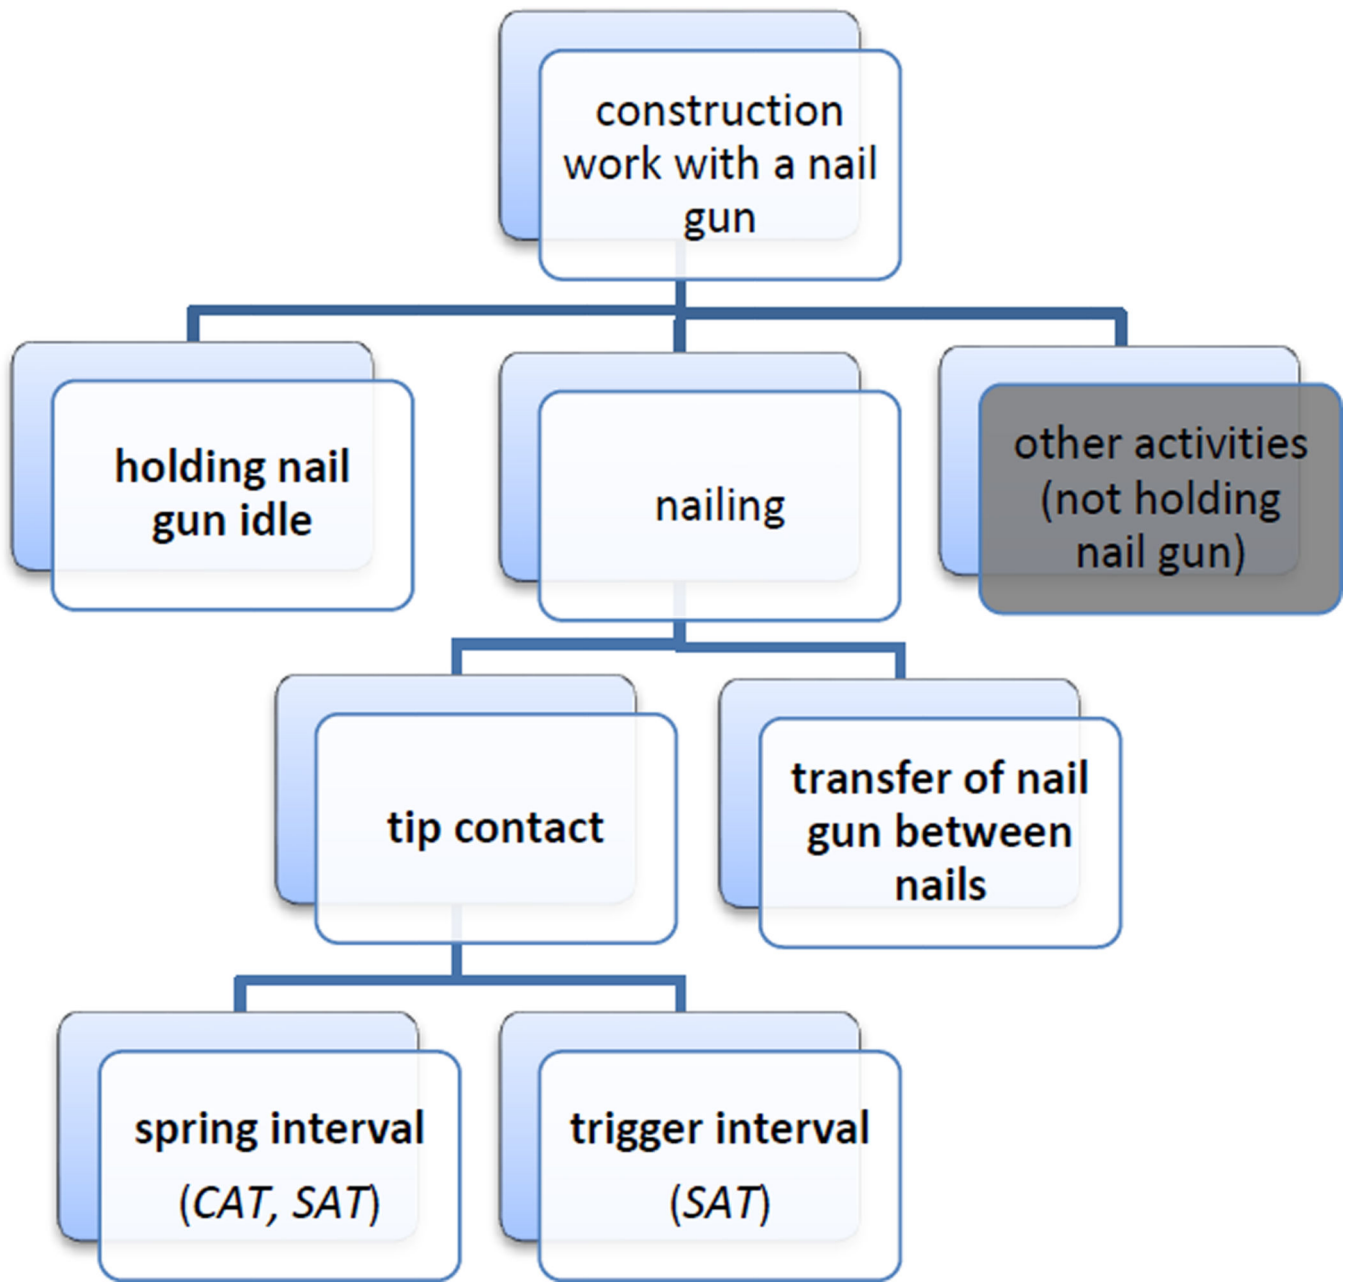 construction
work with a nail
gun
holding nail
gun idle
nailing
other activities
(not holding
nail gun)
tip contact
transfer of nail
gun between
nails
spring interval
(CAT, SAT)
trigger interval
(SAT)